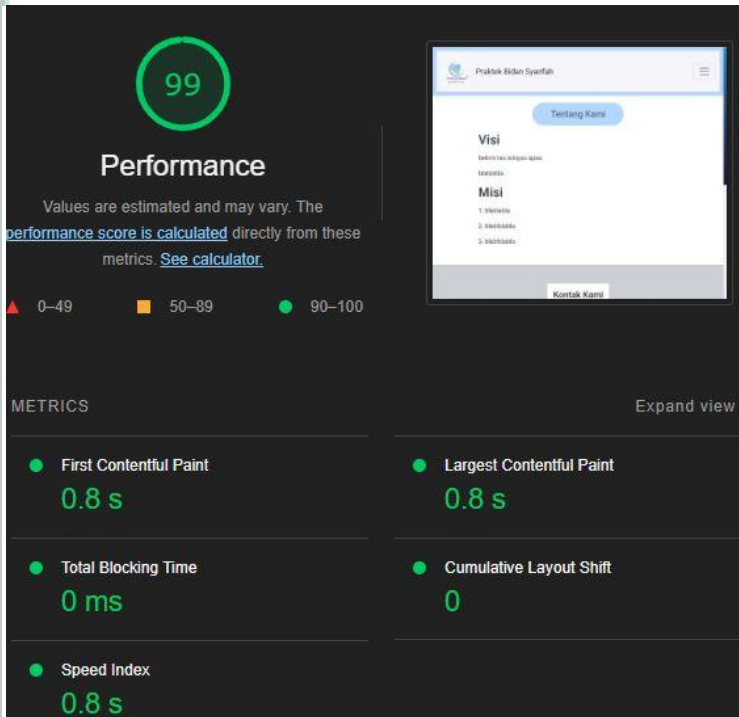 99
Performance
Values are estimated and may vary. The
performance score is calculated directly from these
metrics. See calculator.
0–49
50–89
90–100
Praktek Bidan Syarifah
Tentang Kami
Visi
Misi
Kontak Kami
METRICS
Expand view
First Contentful Paint
0.8 s
Largest Contentful Paint
0.8 s
Total Blocking Time
0 ms
Cumulative Layout Shift
0
Speed Index
0.8 s